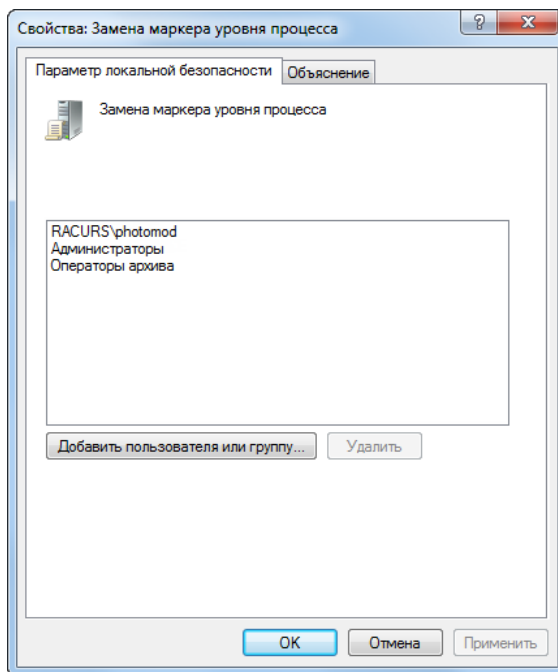 Свойства: Замена маркера уровня процесса
Параметр локальной безопасности
Объяснение
Замена маркера уровня процесса
RACURS\photomod
Администраторы
Операторы архива
Добавить пользователя или группу...
Удалить
OK
Отмена
Применить